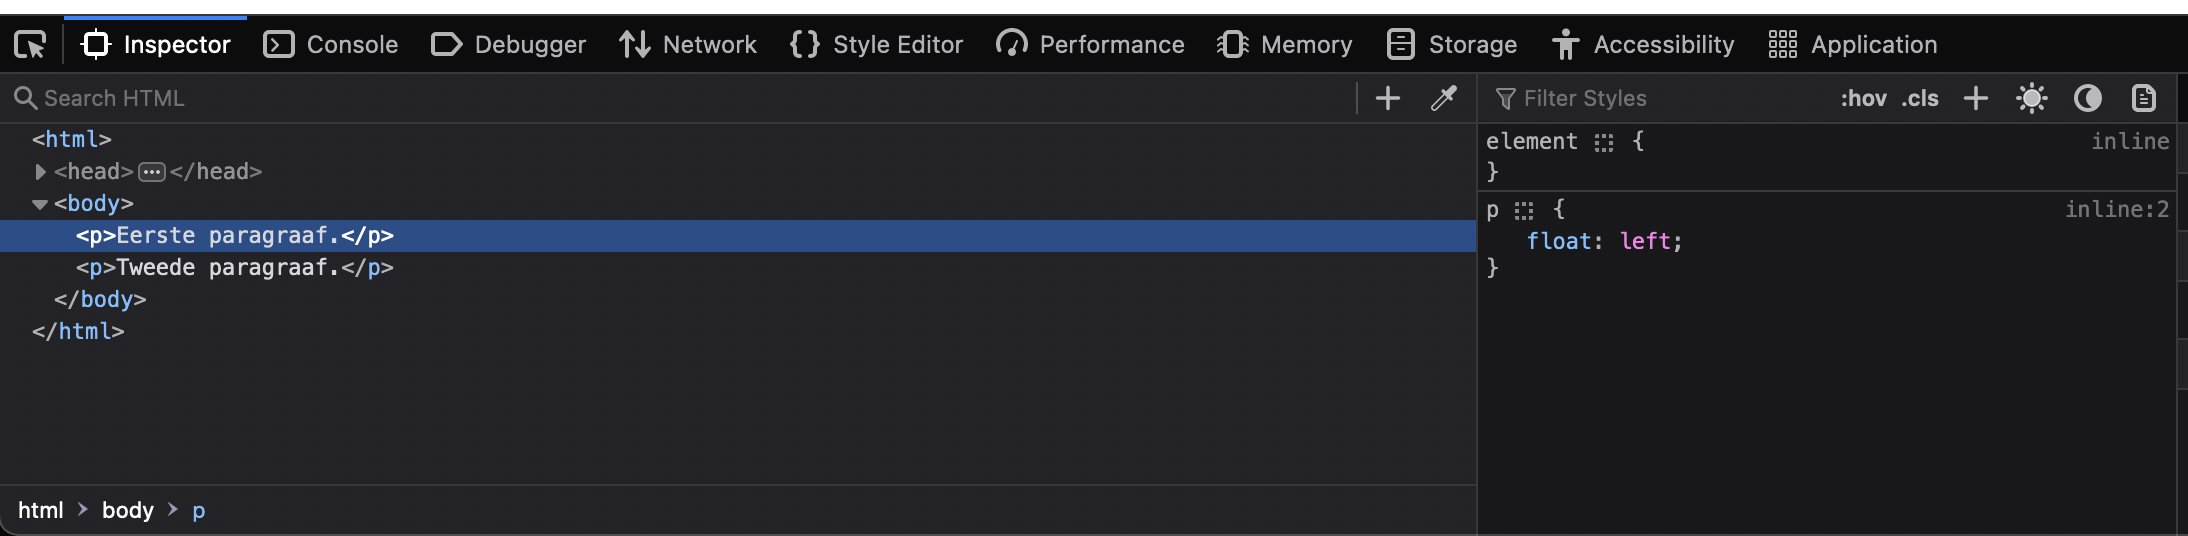 Inspector Console Debugger Network Style Editor Performance Memory Storage Accessibility Application
Search HTML
Filter Styles :hov .cls
<html>
<head>…</head>
<body>
<p>Eerste paragraaf.</p>
<p>Tweede paragraaf.</p>
</body>
</html>
html > body > p
element { inline
}
p { inline:2
float: left;
}